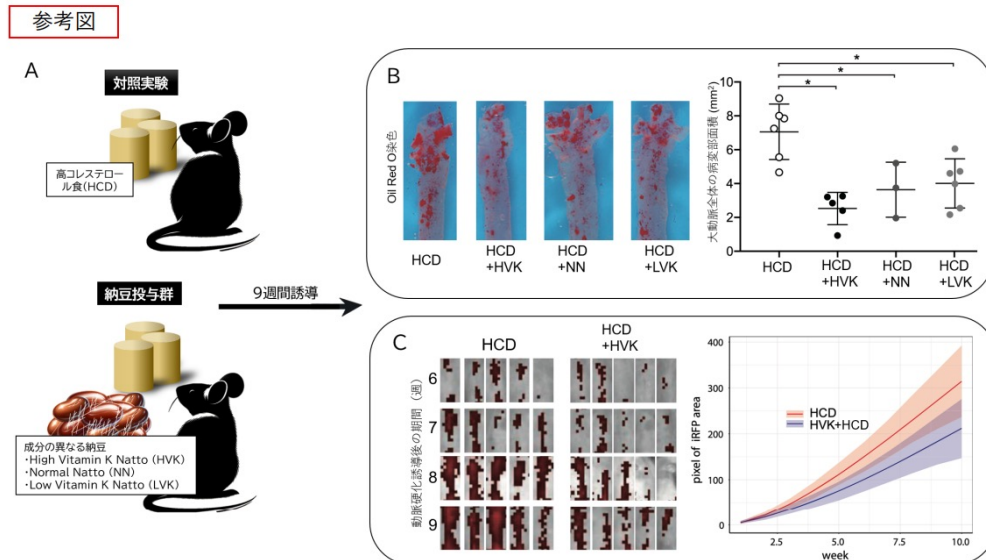 参考図
A
対照実験
高コレステロー
ル食(HCD)
納豆投与群
9週間誘導
成分の異なる納豆
・High Vitamin K Natto (HVK)
・Normal Natto (NN)
・Low Vitamin K Natto (LVK)
B
Oil Red O染色
HCD
HCD
+HVK
HCD
+NN
HCD
+LVK
大動脈全体の病変部面積 (mm²)
10
8
6
4
2
0
*
*
*
HCD
HCD
+HVK
HCD
+NN
HCD
+LVK
C
HCD
HCD
+HVK
動脈硬化誘導後の期間 (週)
6
7
8
9
pixel of iRFP area
400
300
200
100
0
HCD
HVK+HCD
2.5
5.0
7.5
10.0
week